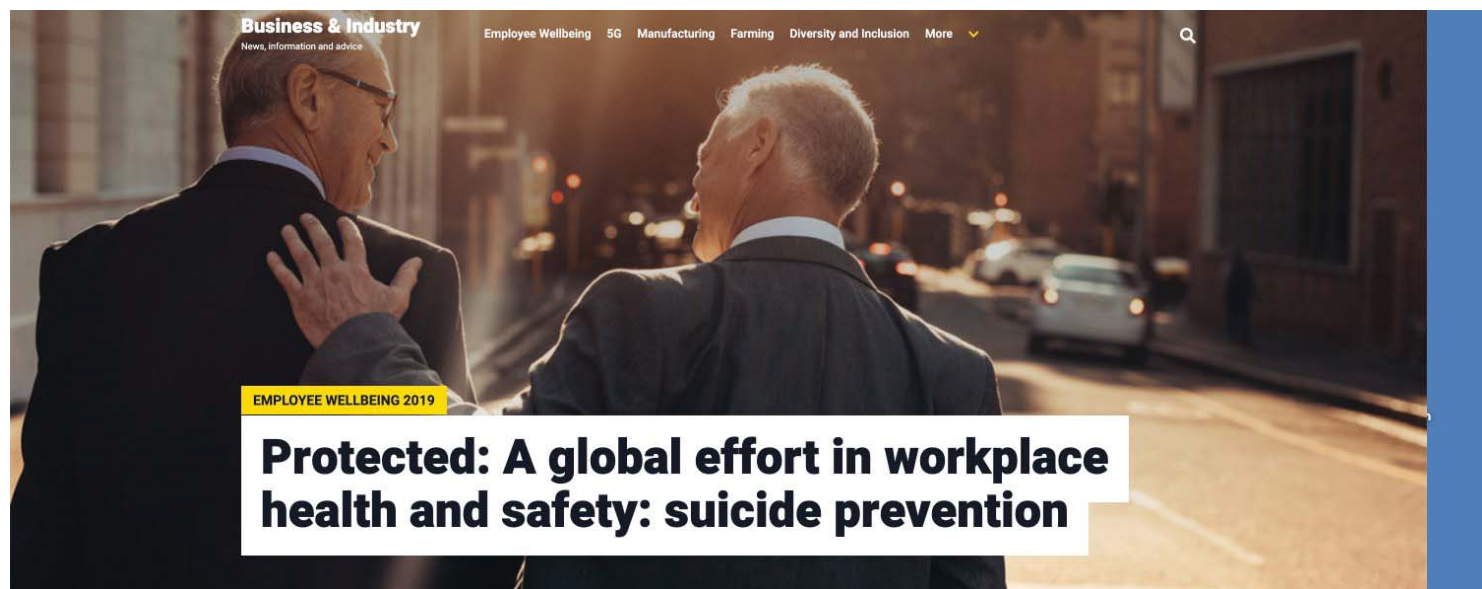 Business & Industry
News, information and advice
Employee Wellbeing 5G Manufacturing Farming Diversity and Inclusion More
EMPLOYEE WELLBEING 2019
Protected: A global effort in workplace
health and safety: suicide prevention